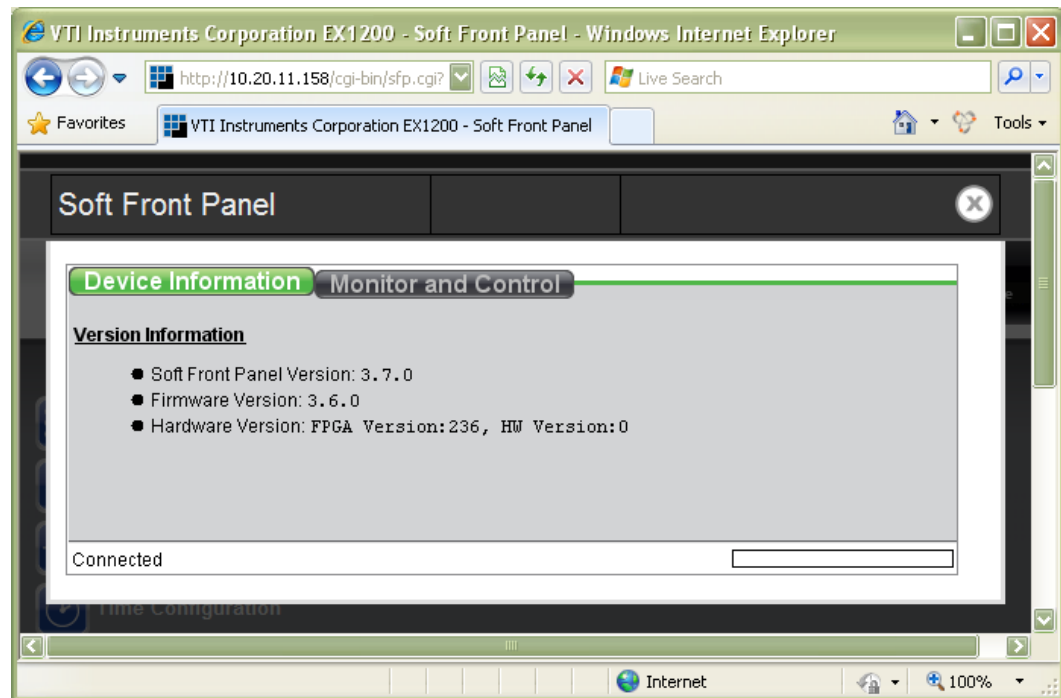 VTI Instruments Corporation EX1200 - Soft Front Panel - Windows Internet Explorer
http://10.20.11.158/cgi-bin/sfp.cgi?
Live Search
Favorites
VTI Instruments Corporation EX1200 - Soft Front Panel
Tools
Soft Front Panel
Device Information
Monitor and Control
Version Information
Soft Front Panel Version: 3.7.0
Firmware Version: 3.6.0
Hardware Version: FPGA Version:236, HW Version:0
Connected
Time Configuration
Internet
100%